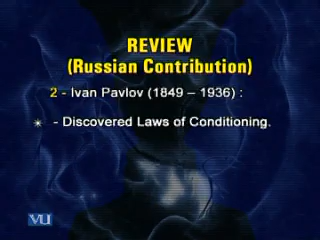 REVIEW
(Russian Contribution)
2 - Ivan Pavlov (1849 – 1936) :
✴ - Discovered Laws of Conditioning.
VU